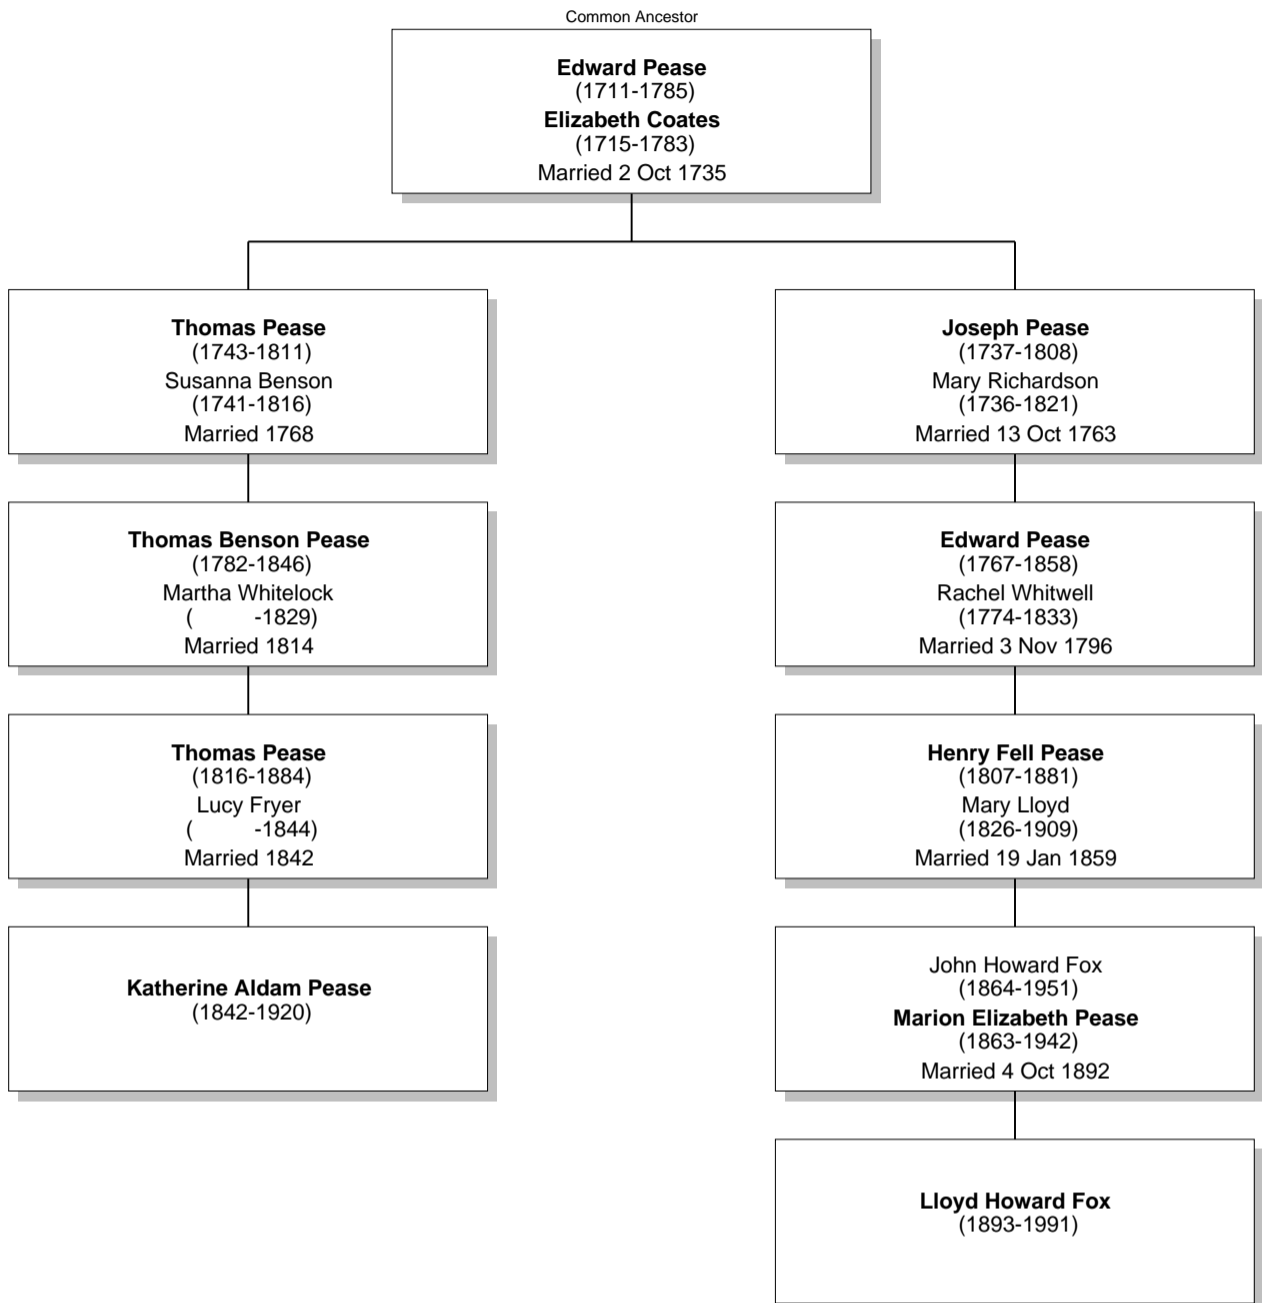 Common Ancestor
Edward Pease
(1711-1785)
Elizabeth Coates
(1715-1783)
Married 2 Oct 1735
Thomas Pease
(1743-1811)
Susanna Benson
(1741-1816)
Married 1768
Joseph Pease
(1737-1808)
Mary Richardson
(1736-1821)
Married 13 Oct 1763
Thomas Benson Pease
(1782-1846)
Martha Whitelock
(          -1829)
Married 1814
Edward Pease
(1767-1858)
Rachel Whitwell
(1774-1833)
Married 3 Nov 1796
Thomas Pease
(1816-1884)
Lucy Fryer
(          -1844)
Married 1842
Henry Fell Pease
(1807-1881)
Mary Lloyd
(1826-1909)
Married 19 Jan 1859
Katherine Aldam Pease
(1842-1920)
John Howard Fox
(1864-1951)
Marion Elizabeth Pease
(1863-1942)
Married 4 Oct 1892
Lloyd Howard Fox
(1893-1991)